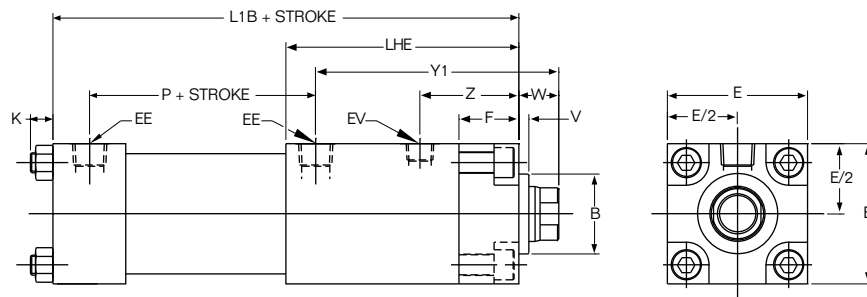 L1B + STROKE
LHE
Y1
P + STROKE
Z
W
K
EE
EE
EV
F
V
B
E
E/2
E/2
E